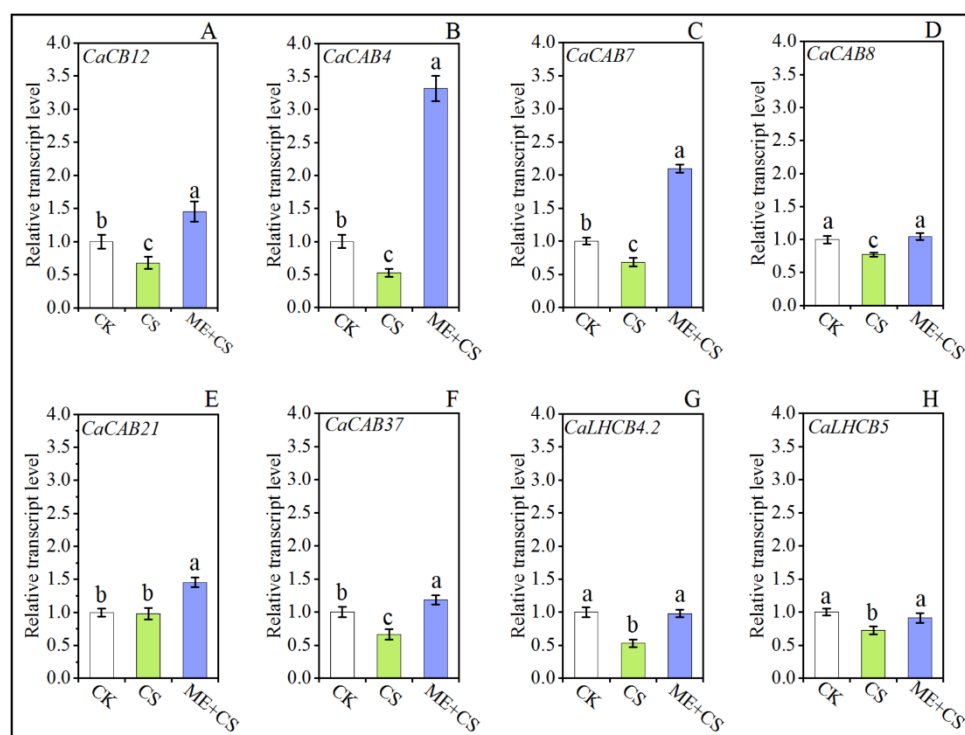 A
CaCB12
Relative transcript level
4.0
3.5
3.0
2.5
2.0
1.5
1.0
0.5
0.0
b
c
a
CK
CS
ME+CS
B
CaCAB4
Relative transcript level
4.0
3.5
3.0
2.5
2.0
1.5
1.0
0.5
0.0
b
c
a
CK
CS
ME+CS
C
CaCAB7
Relative transcript level
4.0
3.5
3.0
2.5
2.0
1.5
1.0
0.5
0.0
b
c
a
CK
CS
ME+CS
D
CaCAB8
Relative transcript level
4.0
3.5
3.0
2.5
2.0
1.5
1.0
0.5
0.0
a
c
a
CK
CS
ME+CS
E
CaCAB21
Relative transcript level
4.0
3.5
3.0
2.5
2.0
1.5
1.0
0.5
0.0
b
b
a
CK
CS
ME+CS
F
CaCAB37
Relative transcript level
4.0
3.5
3.0
2.5
2.0
1.5
1.0
0.5
0.0
b
c
a
CK
CS
ME+CS
G
CaLHCB4.2
Relative transcript level
4.0
3.5
3.0
2.5
2.0
1.5
1.0
0.5
0.0
a
b
a
CK
CS
ME+CS
H
CaLHCB5
Relative transcript level
4.0
3.5
3.0
2.5
2.0
1.5
1.0
0.5
0.0
a
b
a
CK
CS
ME+CS